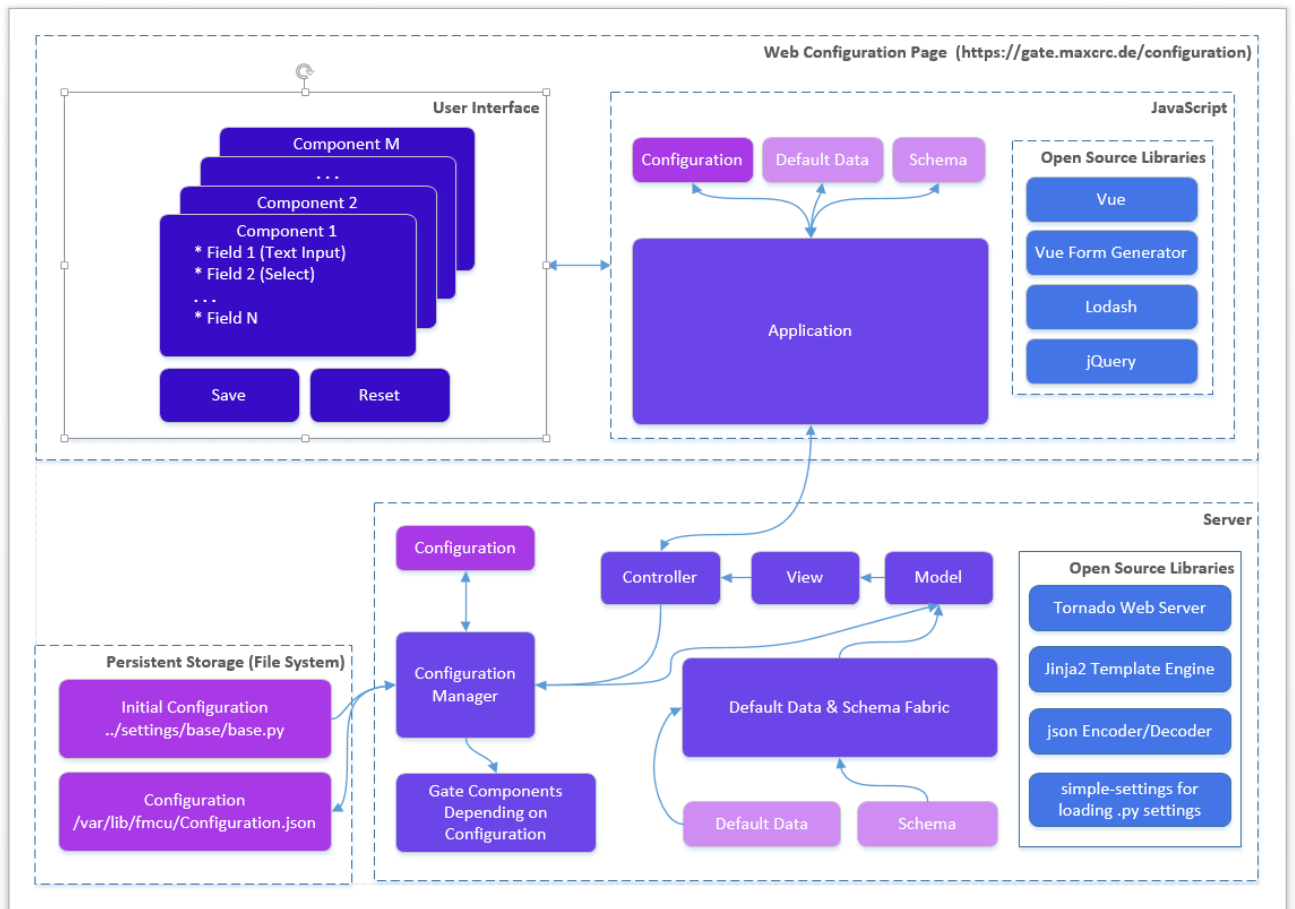 Web Configuration Page (https://gate.maxcrc.de/configuration)
User Interface
Component M
. . .
Component 2
Component 1
* Field 1 (Text Input)
* Field 2 (Select)
. . .
* Field N
Save
Reset
JavaScript
Configuration
Default Data
Schema
Application
Open Source Libraries
Vue
Vue Form Generator
Lodash
jQuery
Server
Configuration
Controller
View
Model
Configuration
Manager
Default Data & Schema Fabric
Gate Components
Depending on
Configuration
Default Data
Schema
Open Source Libraries
Tornado Web Server
Jinja2 Template Engine
json Encoder/Decoder
simple-settings for
loading .py settings
Persistent Storage (File System)
Initial Configuration
../settings/base/base.py
Configuration
/var/lib/fmcu/Configuration.json